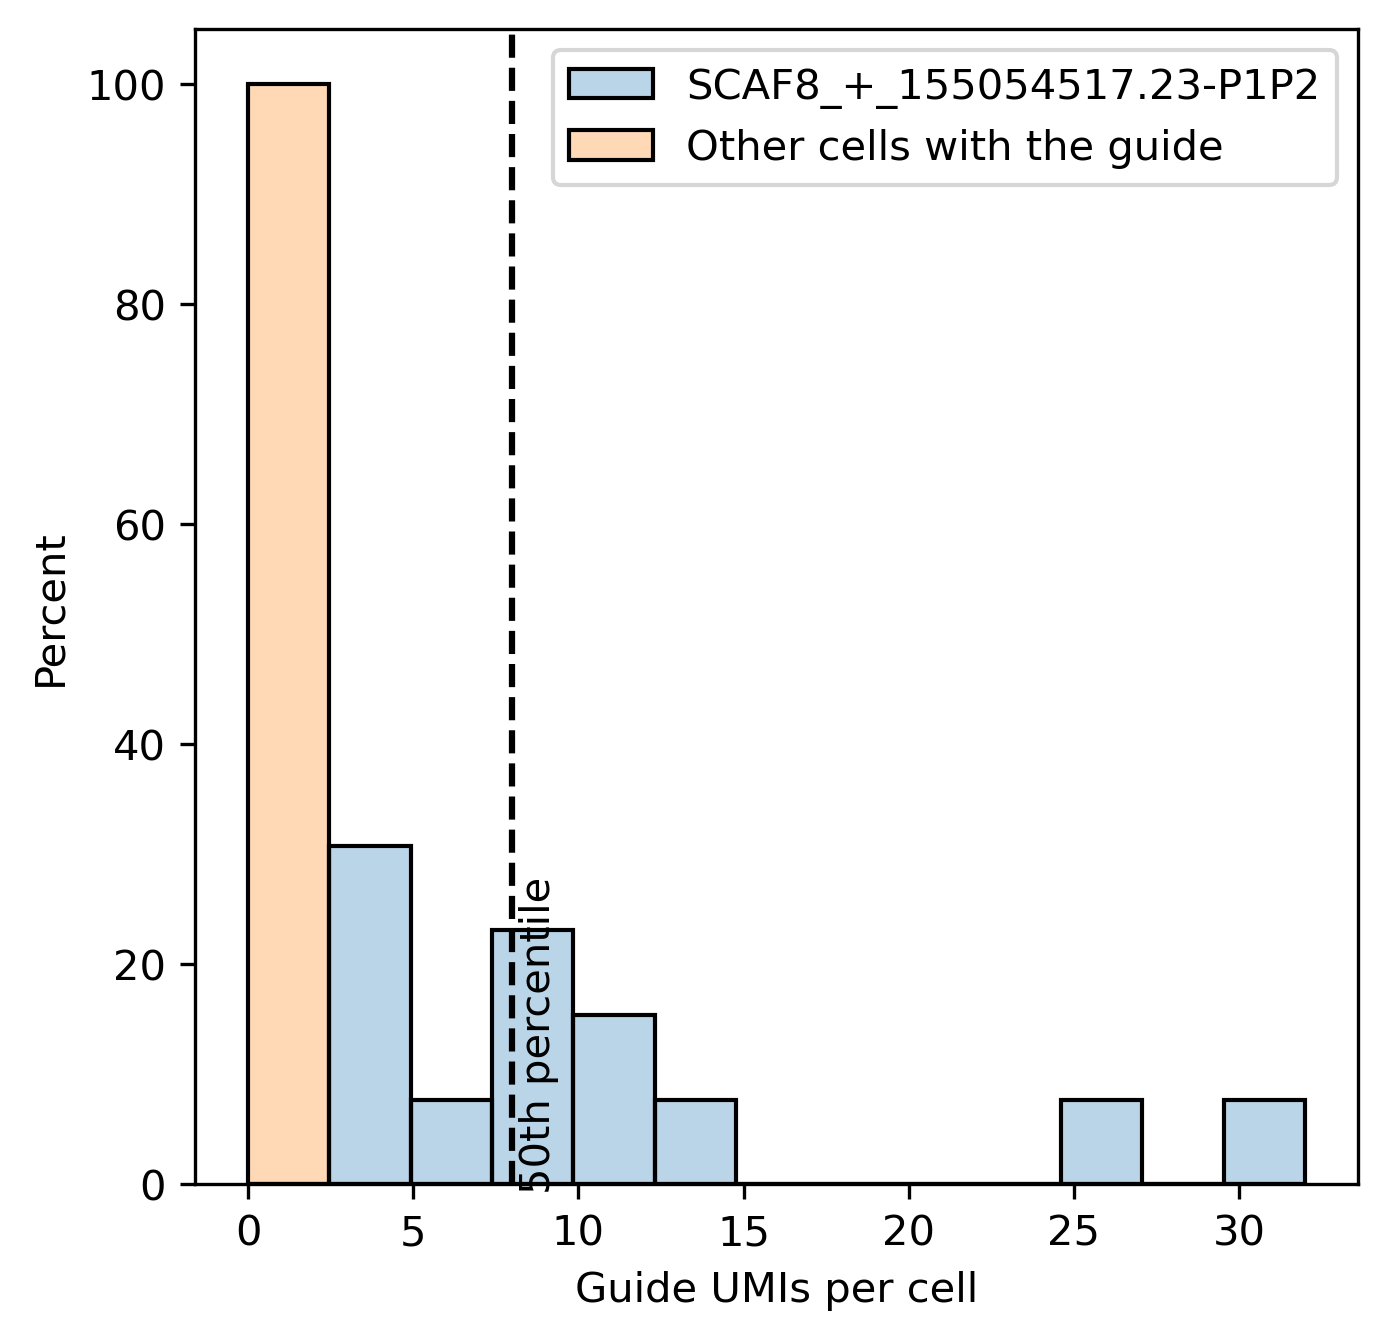 SCAF8_+_155054517.23-P1P2
Other cells with the guide
100
80
60
40
20
0
Percent
50th percentile
0 5 10 15 20 25 30
Guide UMIs per cell